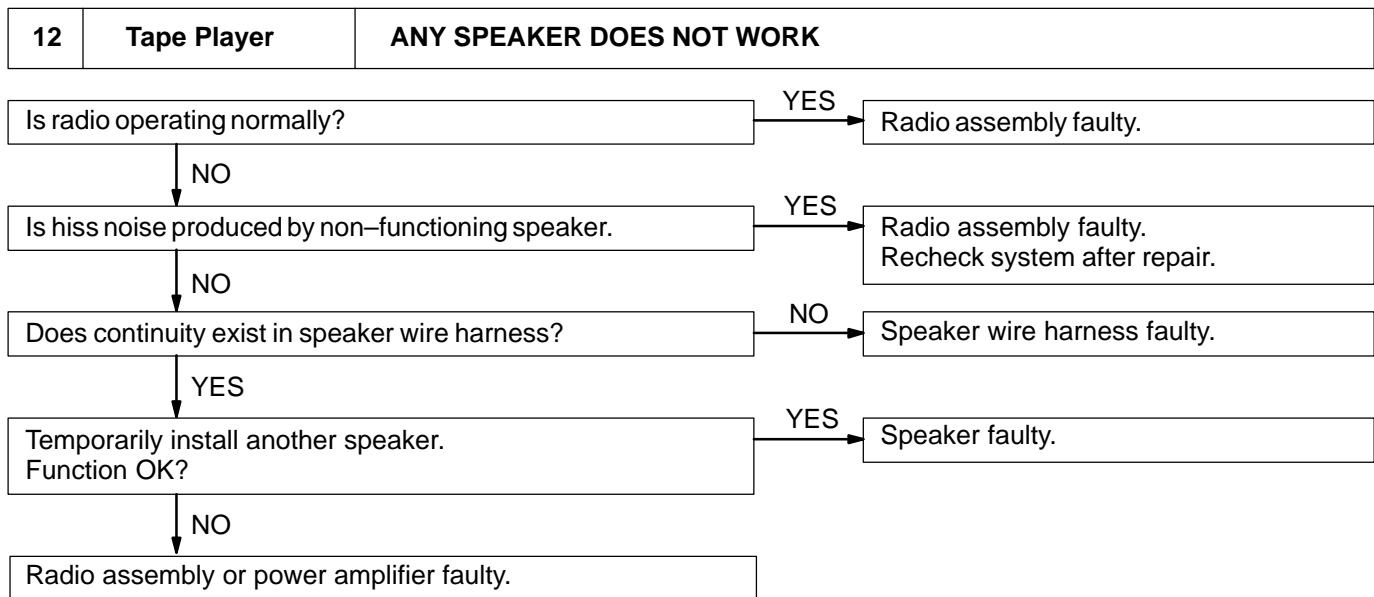 12 Tape Player ANY SPEAKER DOES NOT WORK
Is radio operating normally?
YES
Radio assembly faulty.
NO
Is hiss noise produced by non–functioning speaker.
YES
Radio assembly faulty.
Recheck system after repair.
NO
Does continuity exist in speaker wire harness?
NO
Speaker wire harness faulty.
YES
Temporarily install another speaker.
Function OK?
YES
Speaker faulty.
NO
Radio assembly or power amplifier faulty.